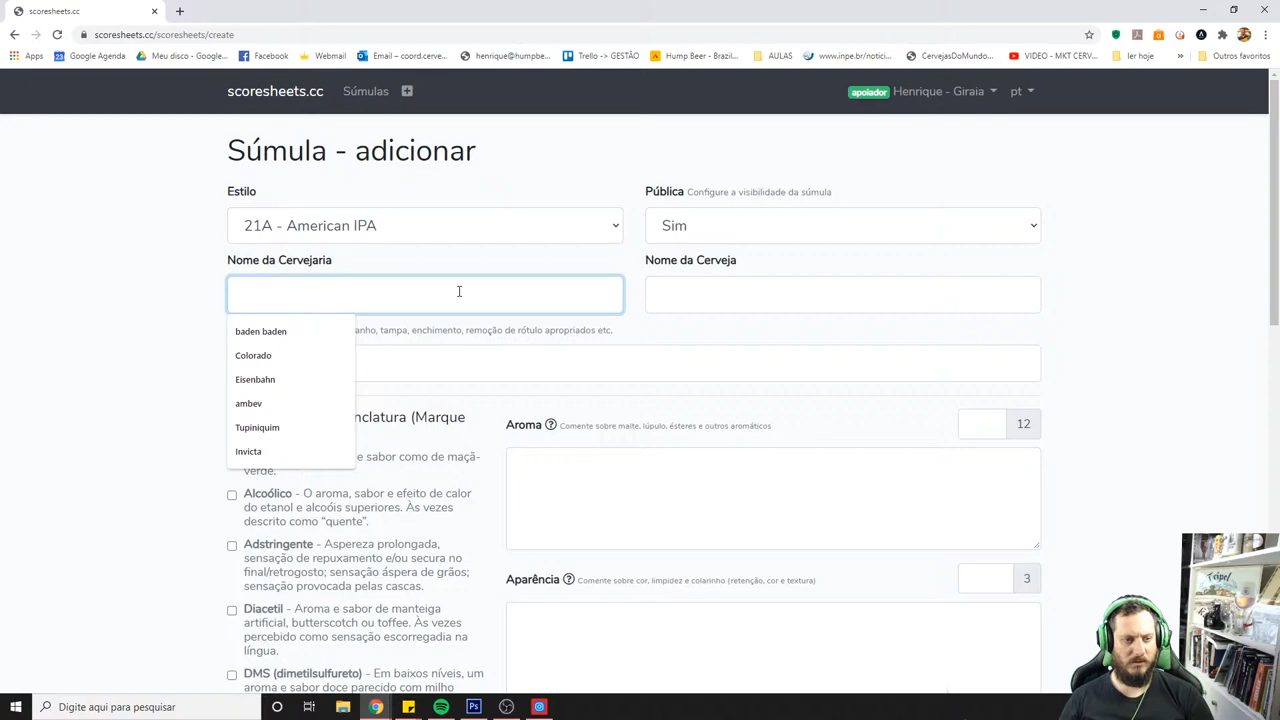 scoresheets.cc
scoresheets.cc/scoresheets/create
Apps
Google Agenda
Meu disco - Google...
Facebook
Webmail
Email – coord.cerve...
henrique@humpbe...
Trello -> GESTÃO
Hump Beer - Brazil...
AULAS
www.inpe.br/notici...
CervejasDoMundo...
VIDEO - MKT CERV...
ler hoje
»
Outros favoritos
scoresheets.cc
Súmulas
apoiador
Henrique - Giraia
pt
Súmula - adicionar
Estilo
Pública Configure a visibilidade da súmula
21A - American IPA
Sim
Nome da Cervejaria
Nome da Cerveja
baden baden
Colorado
Eisenbahn
ambev
Tupiniquim
Invicta
anho, tampa, enchimento, remoção de rótulo apropriados etc.
nclatura (Marque
e sabor como de maçã-
verde.
Alcoólico - O aroma, sabor e efeito de calor
do etanol e alcoóis superiores. Às vezes
descrito como “quente”.
Adstringente - Aspereza prolongada,
sensação de repuxamento e/ou secura no
final/retrogosto; sensação áspera de grãos;
sensação provocada pelas cascas.
Diacetil - Aroma e sabor de manteiga
artificial, butterscotch ou toffee. Às vezes
percebido como sensação escorregadia na
língua.
DMS (dimetilsulfureto) - Em baixos níveis, um
aroma e sabor doce parecido com milho
Aroma ? Comente sobre malte, lúpulo, ésteres e outros aromáticos
12
Aparência ? Comente sobre cor, limpidez e colarinho (retenção, cor e textura)
3
Tripel
Digite aqui para pesquisar
Ps